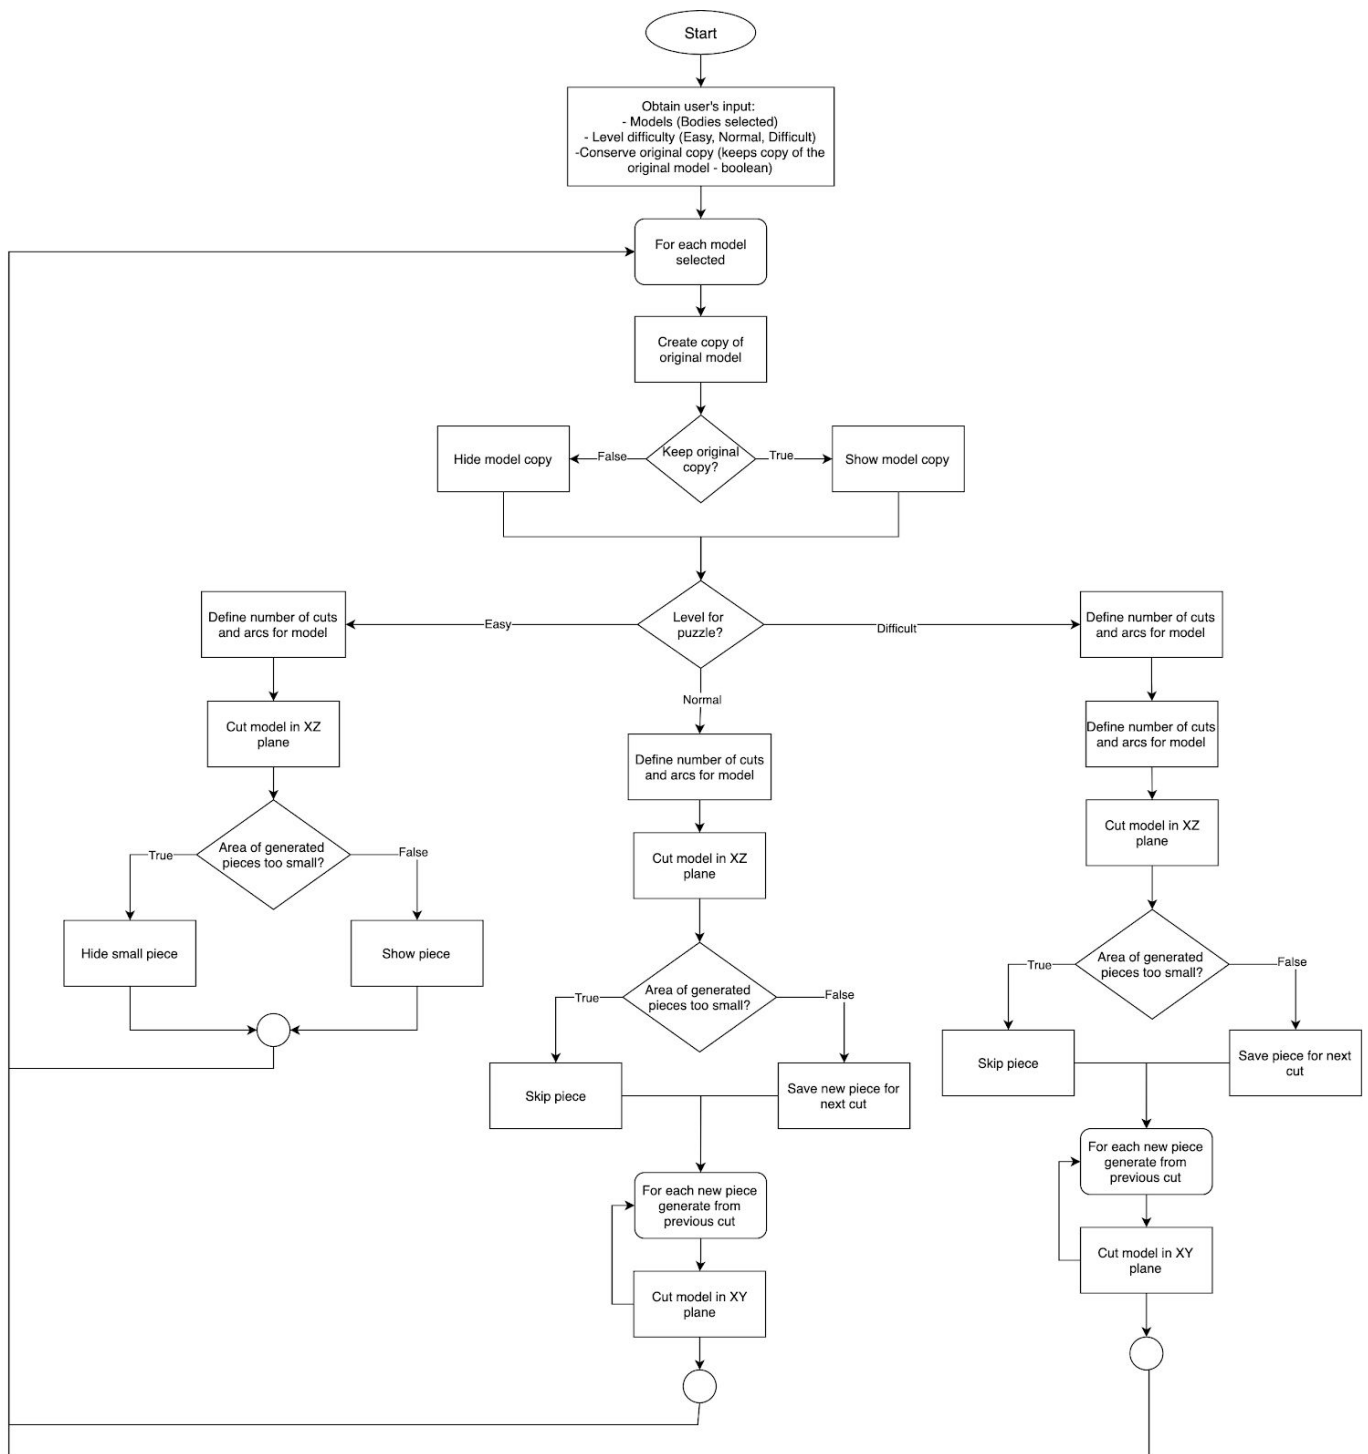 Start
Obtain user's input:
- Models (Bodies selected)
- Level difficulty (Easy, Normal, Difficult)
-Conserve original copy (keeps copy of the
original model - boolean)
For each model
selected
Create copy of
original model
Hide model copy
False
Keep original
copy?
True
Show model copy
Define number of cuts
and arcs for model
Easy
Level for
puzzle?
Difficult
Define number of cuts
and arcs for model
Normal
Cut model in XZ
plane
Define number of cuts
and arcs for model
Define number of cuts
and arcs for model
True
Area of generated
pieces too small?
False
Cut model in XZ
plane
Cut model in XZ
plane
Hide small piece
Show piece
True
Area of generated
pieces too small?
False
True
Area of generated
pieces too small?
False
Skip piece
Save new piece for
next cut
Skip piece
Save piece for next
cut
For each new piece
generate from
previous cut
For each new piece
generate from
previous cut
Cut model in XY
plane
Cut model in XY
plane